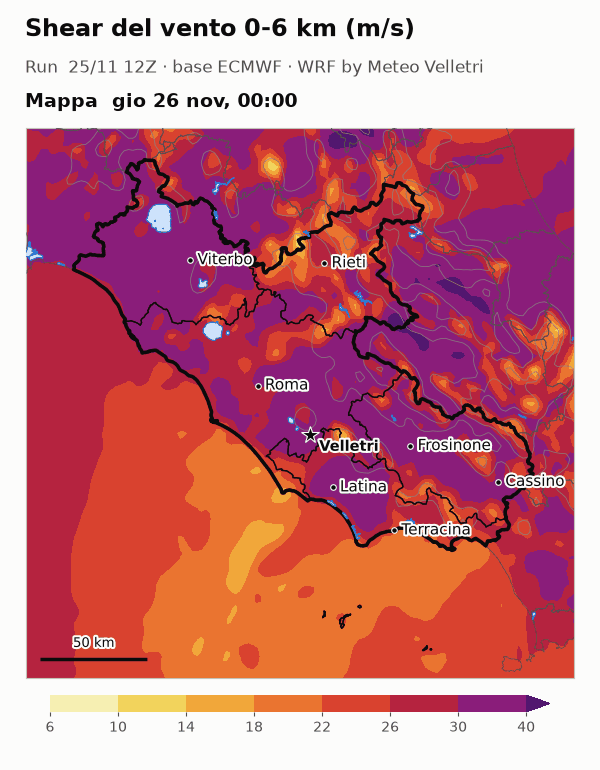 Shear del vento 0-6 km (m/s)
Run  25/11 12Z · base ECMWF · WRF by Meteo Velletri
Mappa  gio 26 nov, 00:00
Viterbo
Rieti
Roma
Velletri
Frosinone
Latina
Cassino
Terracina
50 km
6 10 14 18 22 26 30 40